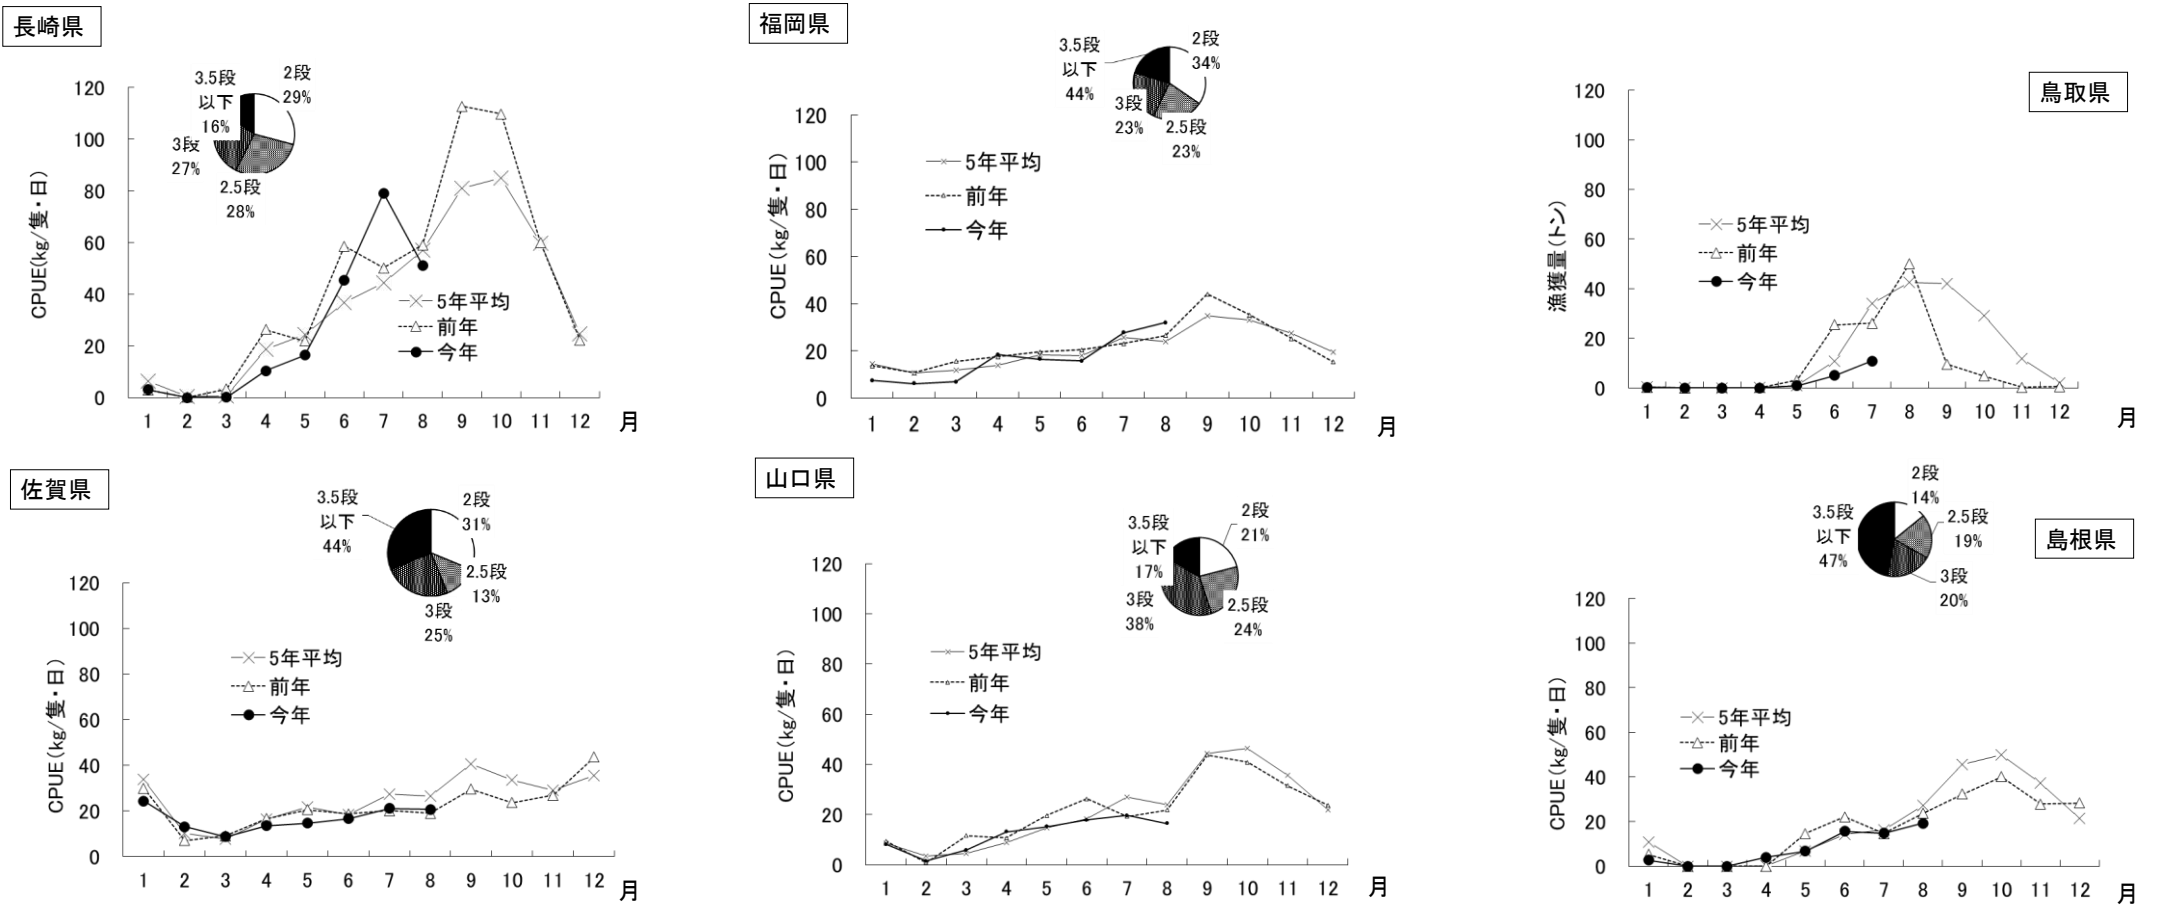 長崎県
3.5段
以下
16%
2段
29%
3段
27%
2.5段
28%
CPUE(kg/隻・日)
120
100
80
60
40
20
0
5年平均
前年
今年
1 2 3 4 5 6 7 8 9 10 11 12 月
福岡県
3.5段
以下
44%
2段
34%
3段
23%
2.5段
23%
CPUE(kg/隻・日)
120
100
80
60
40
20
0
5年平均
前年
今年
1 2 3 4 5 6 7 8 9 10 11 12 月
鳥取県
漁獲量(トン)
120
100
80
60
40
20
0
5年平均
前年
今年
1 2 3 4 5 6 7 8 9 10 11 12 月
佐賀県
3.5段
以下
44%
2段
31%
2.5段
13%
3段
25%
CPUE(kg/隻・日)
120
100
80
60
40
20
0
5年平均
前年
今年
1 2 3 4 5 6 7 8 9 10 11 12 月
山口県
3.5段
以下
17%
2段
21%
3段
38%
2.5段
24%
CPUE(kg/隻・日)
120
100
80
60
40
20
0
5年平均
前年
今年
1 2 3 4 5 6 7 8 9 10 11 12 月
島根県
3.5段
以下
47%
2段
14%
2.5段
19%
3段
20%
CPUE(kg/隻・日)
120
100
80
60
40
20
0
5年平均
前年
今年
1 2 3 4 5 6 7 8 9 10 11 12 月